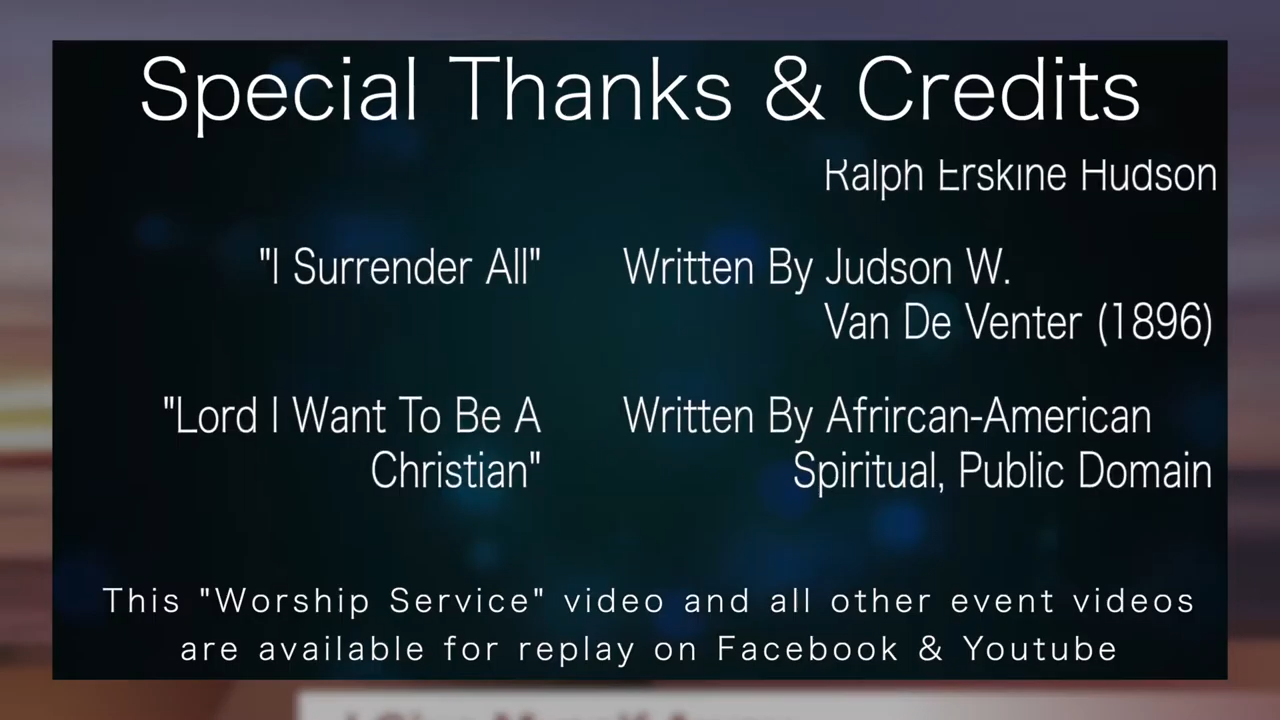 Special Thanks & Credits
Ralph Erskine Hudson
"I Surrender All" Written By Judson W.
Van De Venter (1896)
"Lord I Want To Be A Written By Afrircan-American
Christian" Spiritual, Public Domain
This "Worship Service" video and all other event videos
are available for replay on Facebook & Youtube